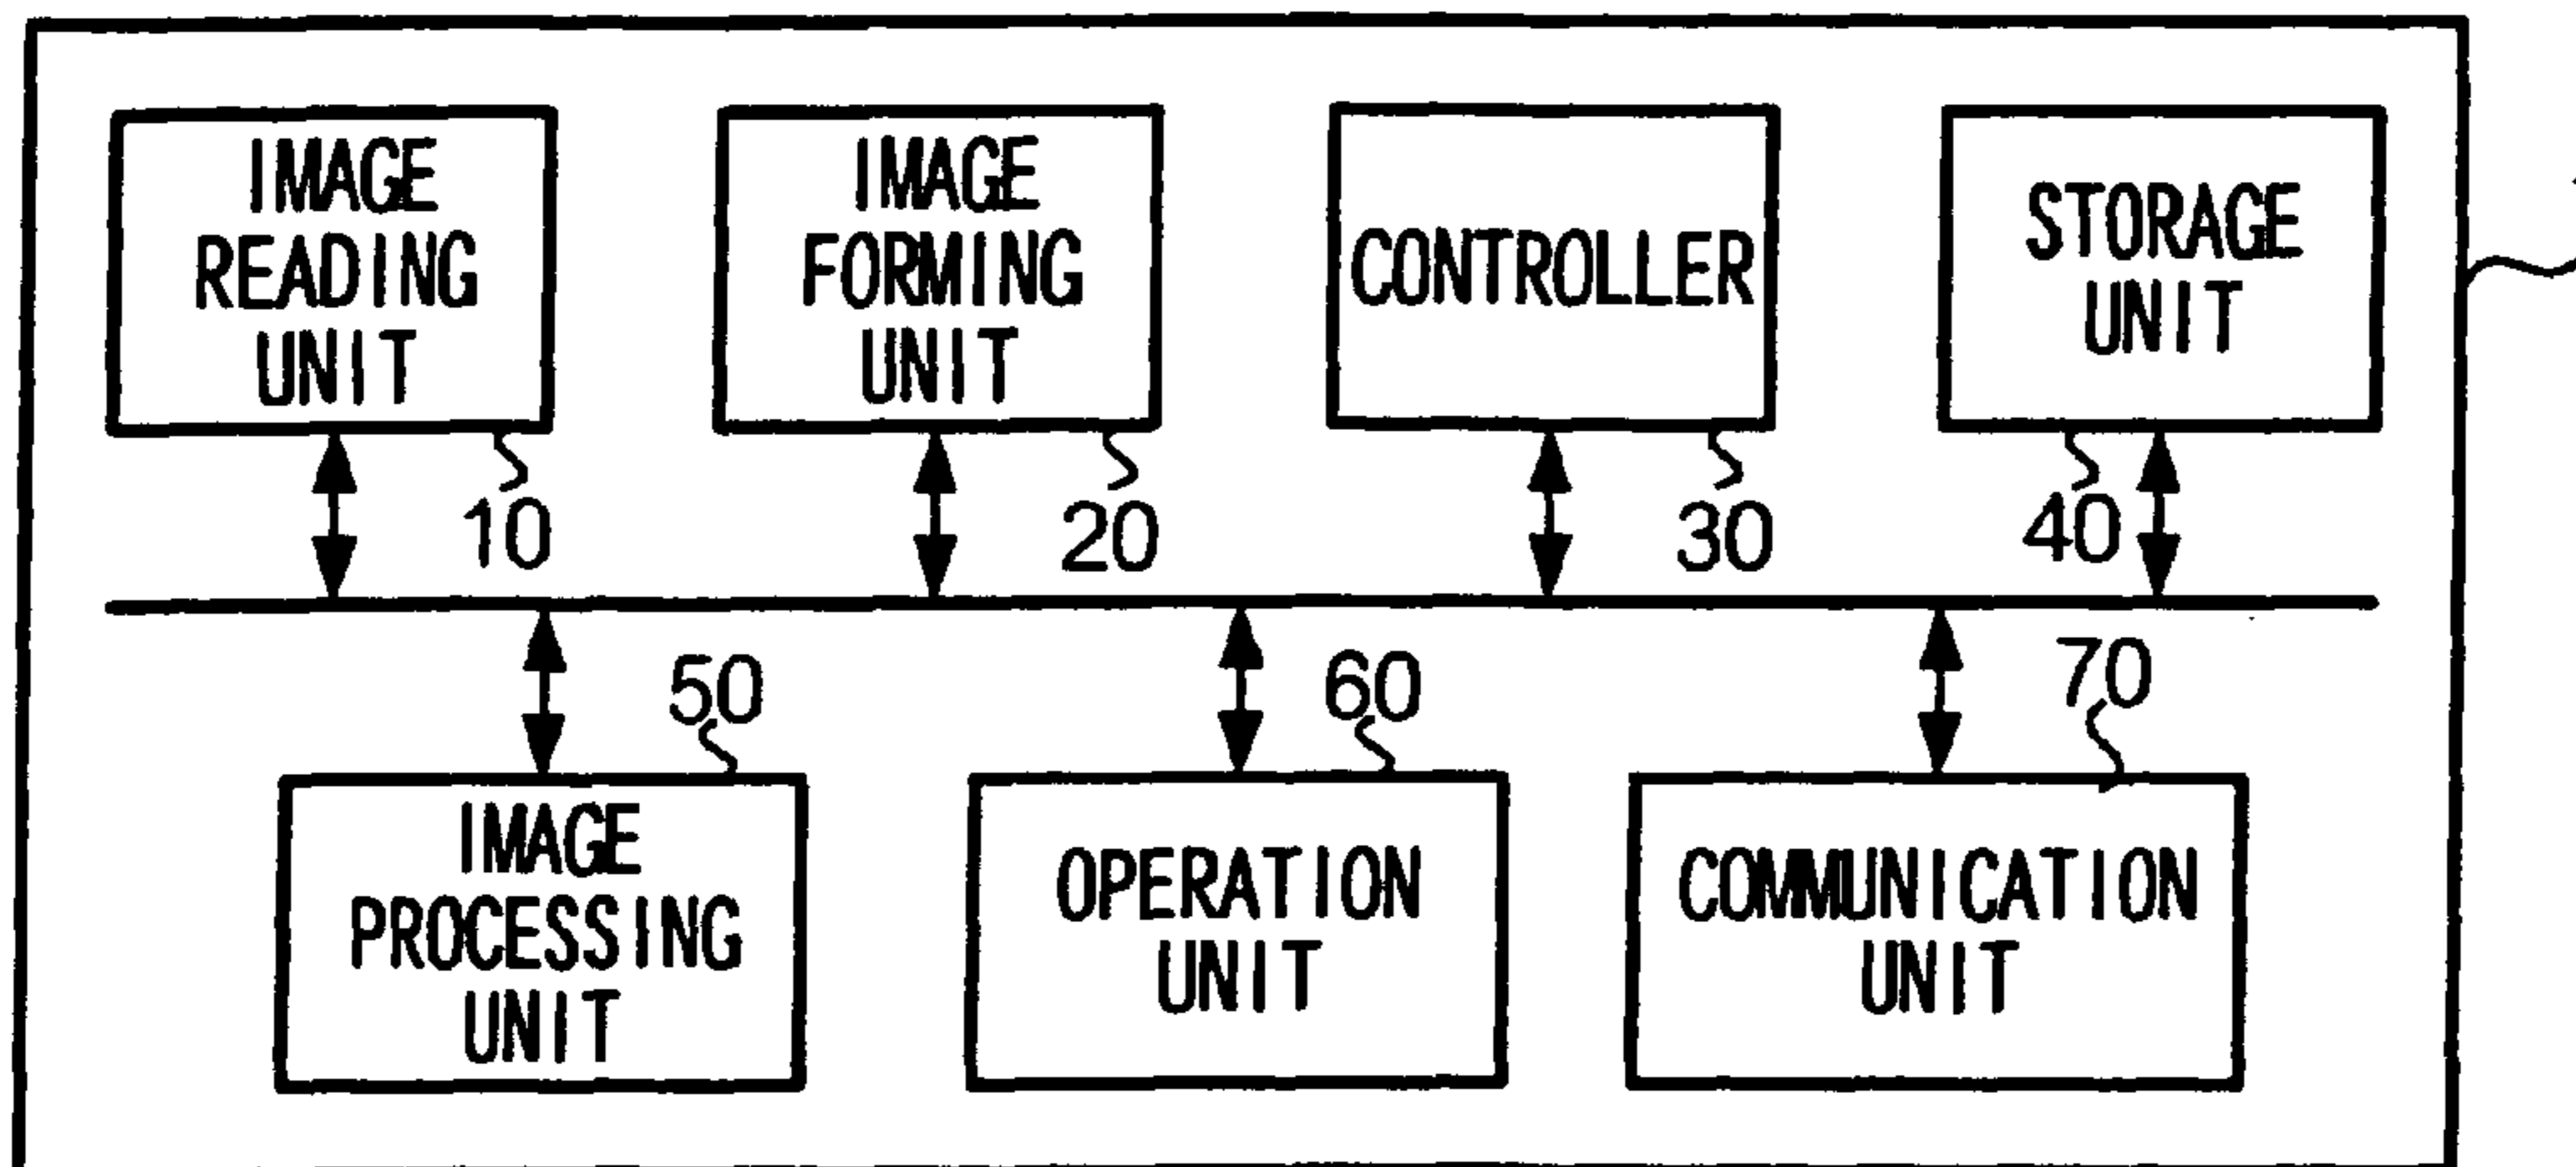 IMAGE
READING
UNIT
10
IMAGE
FORMING
UNIT
20
CONTROLLER
30
STORAGE
UNIT
40
50
IMAGE
PROCESSING
UNIT
60
OPERATION
UNIT
70
COMMUNICATION
UNIT